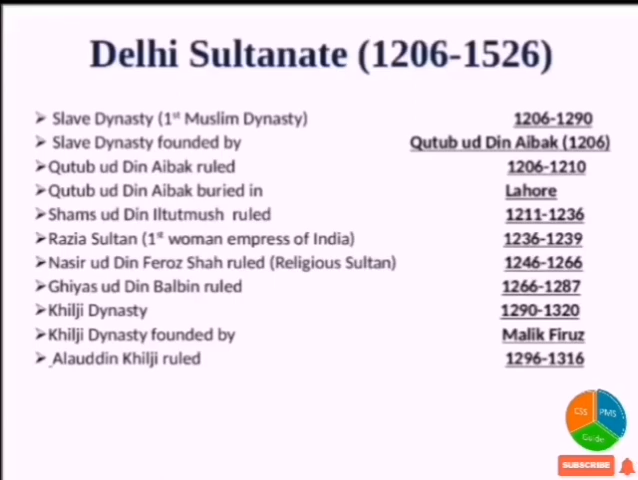 Delhi Sultanate (1206-1526)
➢ Slave Dynasty (1st Muslim Dynasty) 1206-1290
➢ Slave Dynasty founded by Qutub ud Din Aibak (1206)
➢Qutub ud Din Aibak ruled 1206-1210
➢Qutub ud Din Aibak buried in Lahore
➢Shams ud Din Iltutmush ruled 1211-1236
➢Razia Sultan (1st woman empress of India) 1236-1239
➢Nasir ud Din Feroz Shah ruled (Religious Sultan) 1246-1266
➢Ghiyas ud Din Balbin ruled 1266-1287
➢Khilji Dynasty 1290-1320
➢Khilji Dynasty founded by Malik Firuz
➢ Alauddin Khilji ruled 1296-1316
CSS PMS
Guide
SUBSCRIBE